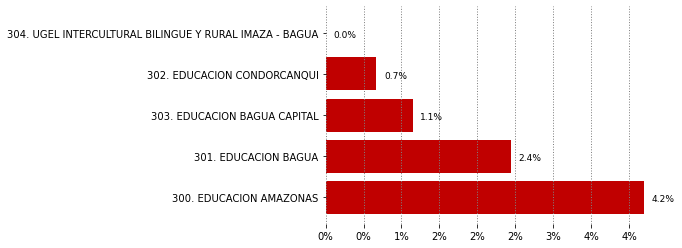 304. UGEL INTERCULTURAL BILINGUE Y RURAL IMAZA - BAGUA 0.0%
302. EDUCACION CONDORCANQUI 0.7%
303. EDUCACION BAGUA CAPITAL 1.1%
301. EDUCACION BAGUA 2.4%
300. EDUCACION AMAZONAS 4.2%
0% 0% 1% 2% 2% 2% 3% 4% 4%